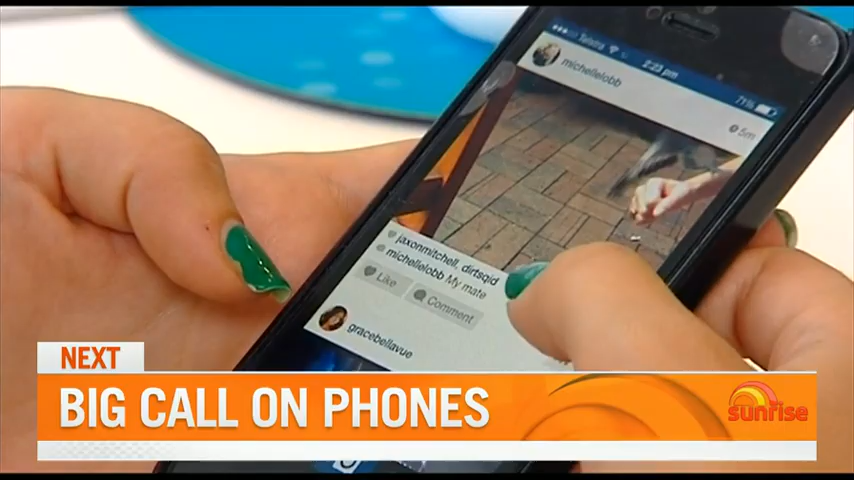 Telstra 2:23 pm 71%
michellelobb
5m
jaxonmitchell, dirtsqid
michellelobb My mate
Like Comment
gracebellavue
NEXT
BIG CALL ON PHONES
sunrise